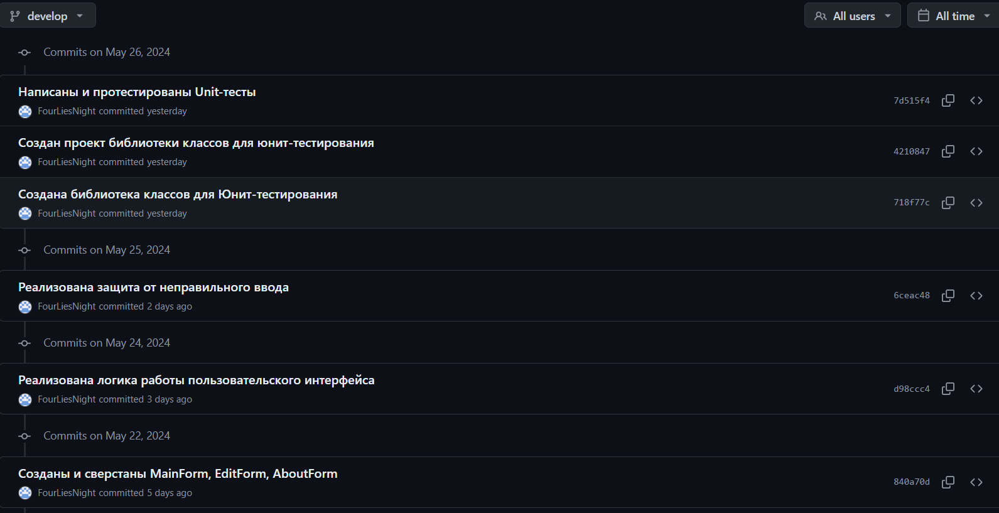 develop
All users
All time
Commits on May 26, 2024
Написаны и протестированы Unit-тесты
FourLiesNight committed yesterday
7d515f4
Создан проект библиотеки классов для юнит-тестирования
FourLiesNight committed yesterday
4210847
Создана библиотека классов для Юнит-тестирования
FourLiesNight committed yesterday
718f77c
Commits on May 25, 2024
Реализована защита от неправильного ввода
FourLiesNight committed 2 days ago
6ceac48
Commits on May 24, 2024
Реализована логика работы пользовательского интерфейса
FourLiesNight committed 3 days ago
d98ccc4
Commits on May 22, 2024
Созданы и сверстаны MainForm, EditForm, AboutForm
FourLiesNight committed 5 days ago
840a70d